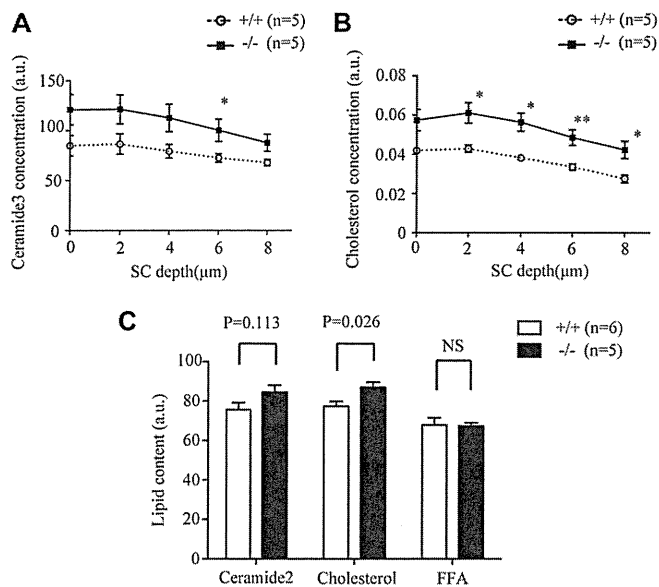 A
+/+ (n=5)
-/- (n=5)
Ceramide3 concentration (a.u.)
150
100
50
0
*
0 2 4 6 8
SC depth(µm)
B
+/+ (n=5)
-/- (n=5)
Cholesterol concentration (a.u.)
0.08
0.06
0.04
0.02
0
* * ** *
0 2 4 6 8
SC depth(µm)
C
P=0.113
P=0.026
NS
+/+ (n=6)
-/- (n=5)
Lipid content (a.u.)
100
80
60
40
20
0
Ceramide2 Cholesterol FFA